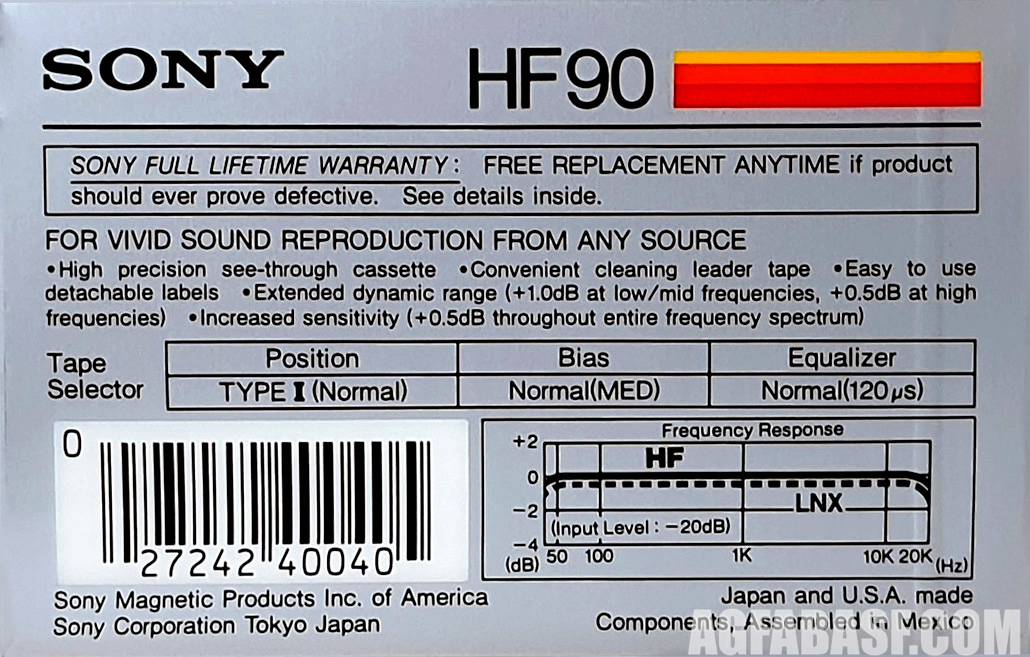 SONY HF90
SONY FULL LIFETIME WARRANTY: FREE REPLACEMENT ANYTIME if product
should ever prove defective. See details inside.
FOR VIVID SOUND REPRODUCTION FROM ANY SOURCE
•High precision see-through cassette •Convenient cleaning leader tape •Easy to use
detachable labels •Extended dynamic range (+1.0dB at low/mid frequencies, +0.5dB at high
frequencies) •Increased sensitivity (+0.5dB throughout entire frequency spectrum)
Tape Selector
Position Bias Equalizer
TYPE I (Normal) Normal(MED) Normal(120μs)
0
27242 40040
Frequency Response
+2
HF
0
LNX
-2
(Input Level : -20dB)
-4
(dB) 50 100 1K 10K 20K (Hz)
Sony Magnetic Products Inc. of America
Sony Corporation Tokyo Japan
Japan and U.S.A. made
Components, Assembled in Mexico
AGFABASF.COM